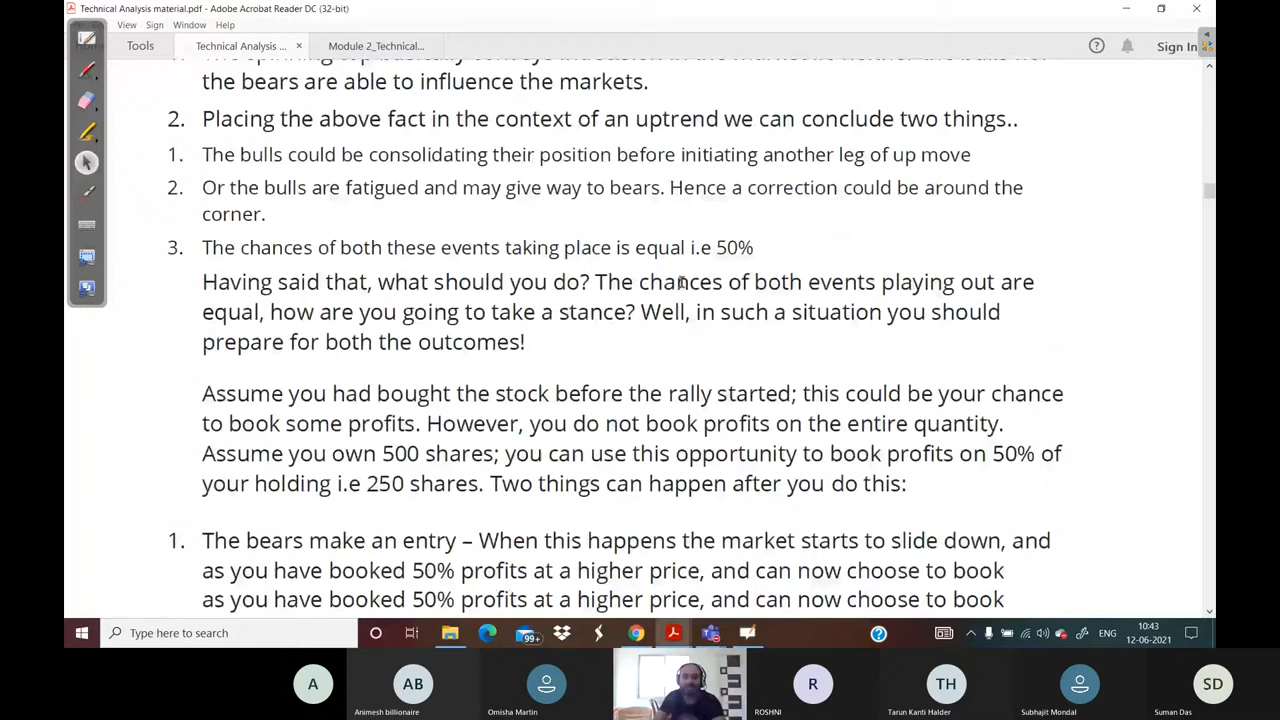 Technical Analysis material.pdf - Adobe Acrobat Reader DC (32-bit)
View Sign Window Help
Tools Technical Analysis ... × Module 2_Technical... Sign In
the bears are able to influence the markets.
2. Placing the above fact in the context of an uptrend we can conclude two things..
1. The bulls could be consolidating their position before initiating another leg of up move
2. Or the bulls are fatigued and may give way to bears. Hence a correction could be around the
corner.
3. The chances of both these events taking place is equal i.e 50%
Having said that, what should you do? The chances of both events playing out are
equal, how are you going to take a stance? Well, in such a situation you should
prepare for both the outcomes!
Assume you had bought the stock before the rally started; this could be your chance
to book some profits. However, you do not book profits on the entire quantity.
Assume you own 500 shares; you can use this opportunity to book profits on 50% of
your holding i.e 250 shares. Two things can happen after you do this:
1. The bears make an entry – When this happens the market starts to slide down, and
as you have booked 50% profits at a higher price, and can now choose to book
as you have booked 50% profits at a higher price, and can now choose to book
Type here to search 99+ ENG 10:43
12-06-2021
A AB R TH SD
Animesh billionaire Omisha Martin ROSHNI Tarun Kanti Halder Subhajit Mondal Suman Das